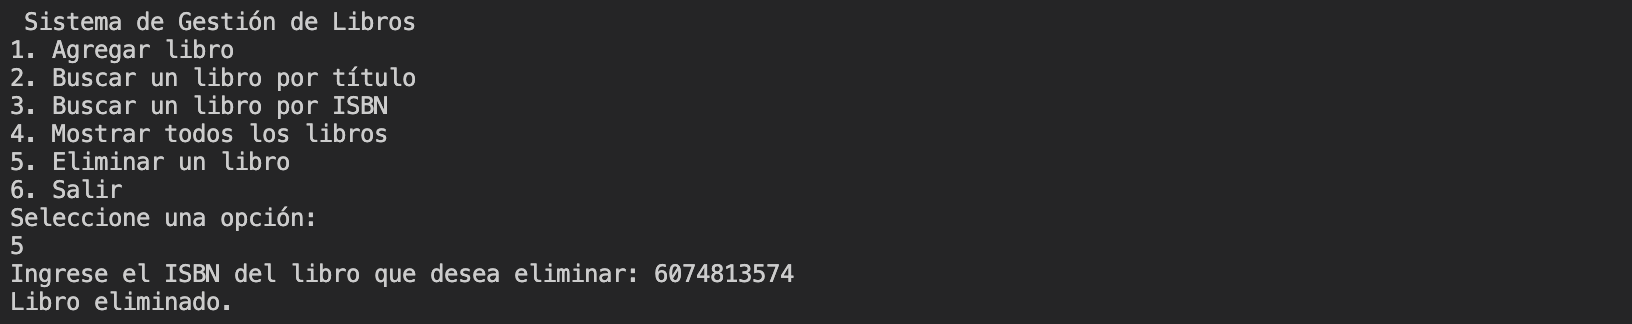 Sistema de Gestión de Libros
1. Agregar libro
2. Buscar un libro por título
3. Buscar un libro por ISBN
4. Mostrar todos los libros
5. Eliminar un libro
6. Salir
Seleccione una opción:
5
Ingrese el ISBN del libro que desea eliminar: 6074813574
Libro eliminado.